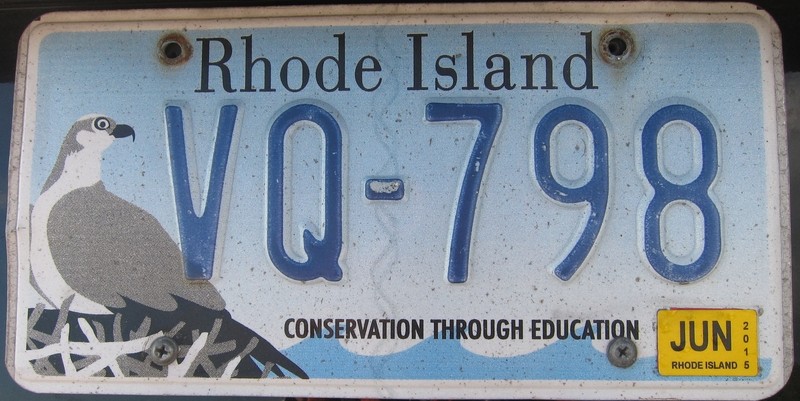 Rhode Island
VQ-798
CONSERVATION THROUGH EDUCATION
JUN 2015
RHODE ISLAND